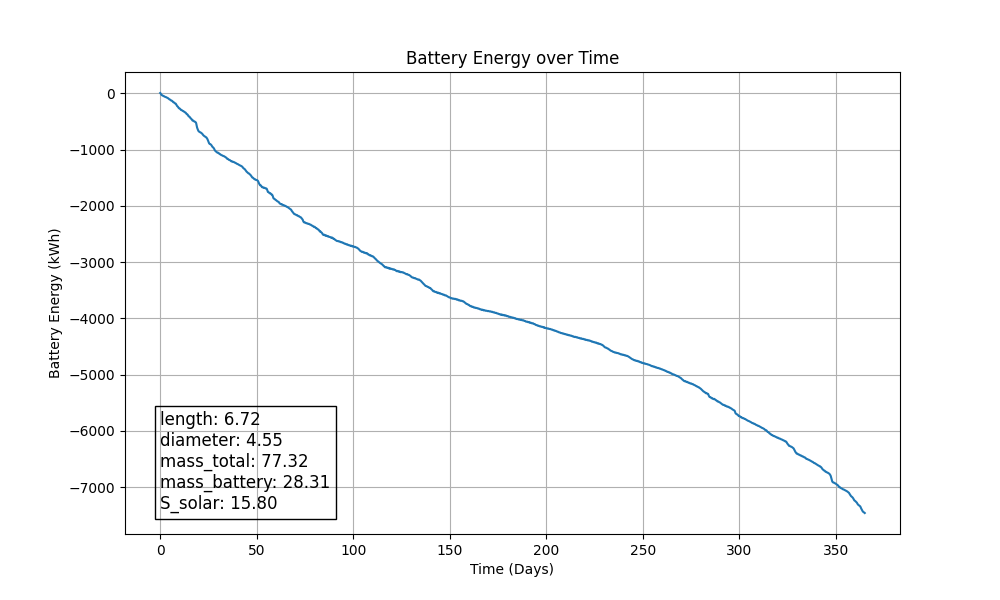 Battery Energy over Time
Battery Energy (kWh)
0
−1000
−2000
−3000
−4000
−5000
−6000
−7000
length: 6.72
diameter: 4.55
mass_total: 77.32
mass_battery: 28.31
S_solar: 15.80
0 50 100 150 200 250 300 350
Time (Days)